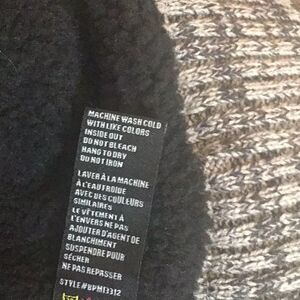 MACHINE WASH COLD
WITH LIKE COLORS
INSIDE OUT
DO NOT BLEACH
HANG TO DRY
DO NOT IRON
LAVER À LA MACHINE
À L'EAU FROIDE
AVEC DES COULEURS
SIMILAIRES
LE VÊTEMENT À
L'ENVERS NE PAS
AJOUTER D'AGENT DE
BLANCHIMENT
SUSPENDRE POUR
SÉCHER
NE PAS REPASSER
STYLE#BPM13312